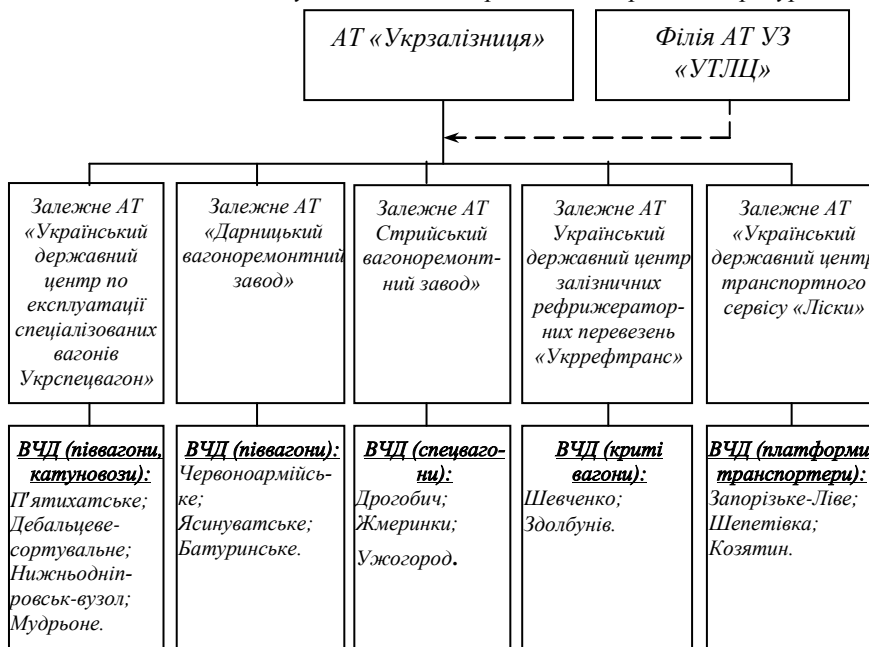 АТ «Укрзалізниця»
Філія АТ УЗ
«УТЛЦ»
Залежне АТ
«Український
державний
центр по
експлуатації
спеціалізованих
вагонів
Укрспецвагон»
Залежне АТ
«Дарницький
вагоноремонтний
завод»
Залежне АТ
Стрийський
вагоноремонт-
ний завод»
Залежне АТ
Український
державний центр
залізничних
рефрижератор-
них перевезень
«Укррефтранс»
Залежне АТ
«Український
державний центр
транспортного
сервісу «Ліски»
ВЧД (піввагони,
катуновози):
П'ятихатське;
Дебальцеве-
сортувальне;
Нижньодніп-
ровськ-вузол;
Мудрьоне.
ВЧД (піввагони):
Червоноармійсь-
ке;
Ясинуватське;
Батуринське.
ВЧД (спецваго-
ни):
Дрогобич;
Жмеринки;
Ужогород.
ВЧД (криті
вагони):
Шевченко;
Здолбунів.
ВЧД (платформи
транспортери):
Запорізьке-Ліве;
Шепетівка;
Козятин.